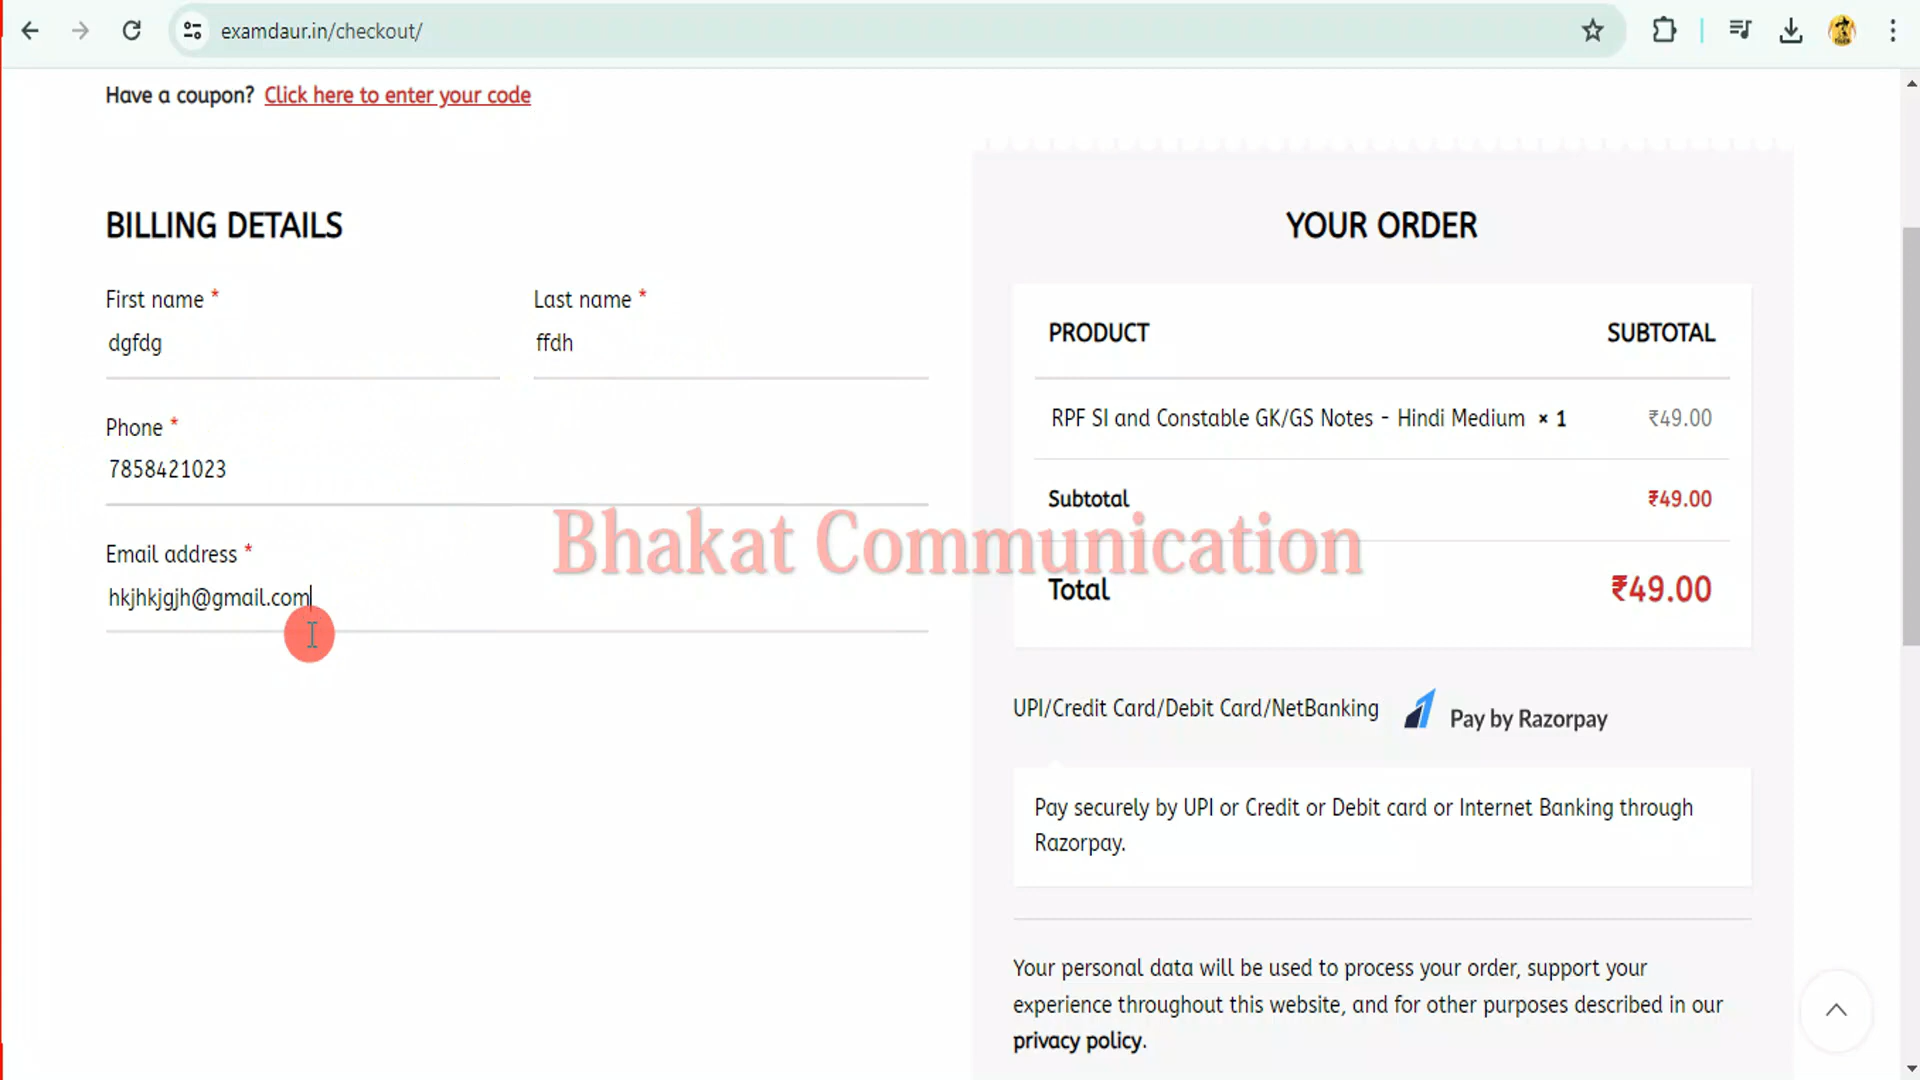 examdaur.in/checkout/
Have a coupon? Click here to enter your code
BILLING DETAILS
First name *
Last name *
dgfdg
ffdh
Phone *
7858421023
Email address *
hkjhkjgjh@gmail.com
Bhakat Communication
YOUR ORDER
PRODUCT SUBTOTAL
RPF SI and Constable GK/GS Notes - Hindi Medium × 1 ₹49.00
Subtotal ₹49.00
Total ₹49.00
UPI/Credit Card/Debit Card/NetBanking Pay by Razorpay
Pay securely by UPI or Credit or Debit card or Internet Banking through
Razorpay.
Your personal data will be used to process your order, support your
experience throughout this website, and for other purposes described in our
privacy policy.